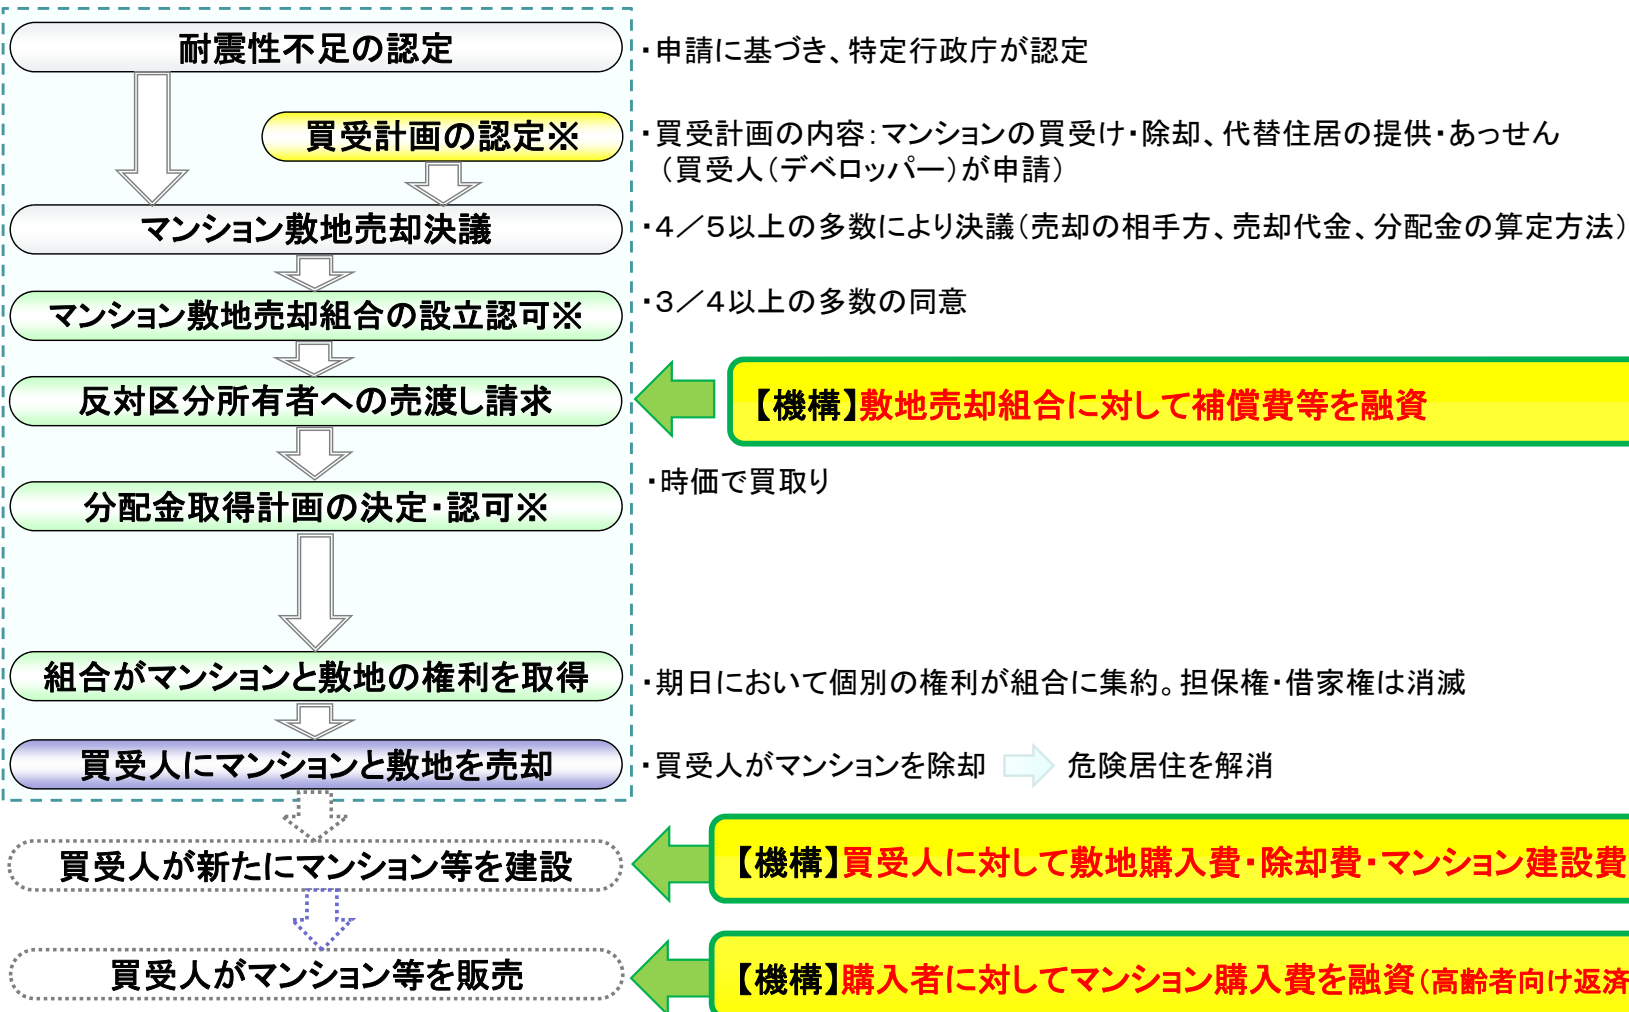 耐震性不足の認定
・申請に基づき、特定行政庁が認定
買受計画の認定※
・買受計画の内容：マンションの買受け・除却、代替住居の提供・あっせん
（買受人（デベロッパー）が申請）
マンション敷地売却決議
・４／５以上の多数により決議（売却の相手方、売却代金、分配金の算定方法）
マンション敷地売却組合の設立認可※
・３／４以上の多数の同意
反対区分所有者への売渡し請求
【機構】敷地売却組合に対して補償費等を融資
・時価で買取り
分配金取得計画の決定・認可※
組合がマンションと敷地の権利を取得
・期日において個別の権利が組合に集約。担保権・借家権は消滅
買受人にマンションと敷地を売却
・買受人がマンションを除却 危険居住を解消
買受人が新たにマンション等を建設
【機構】買受人に対して敷地購入費・除却費・マンション建設費
買受人がマンション等を販売
【機構】購入者に対してマンション購入費を融資（高齢者向け返済